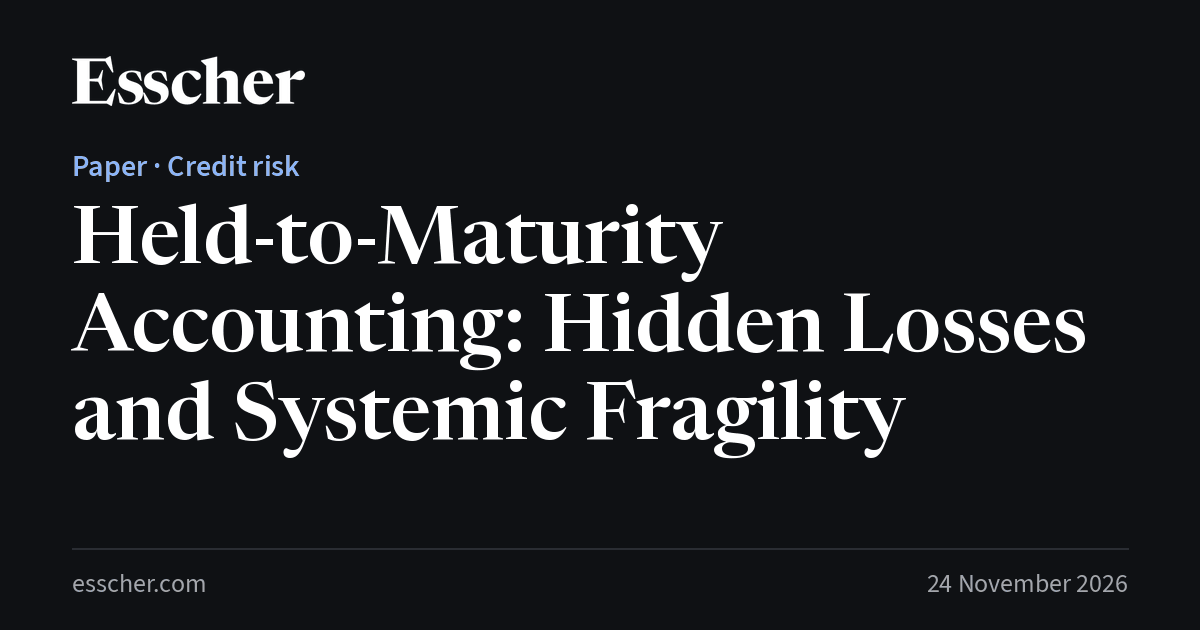 Esscher
Paper · Credit risk
Held-to-Maturity
Accounting: Hidden Losses
and Systemic Fragility
esscher.com
24 November 2026